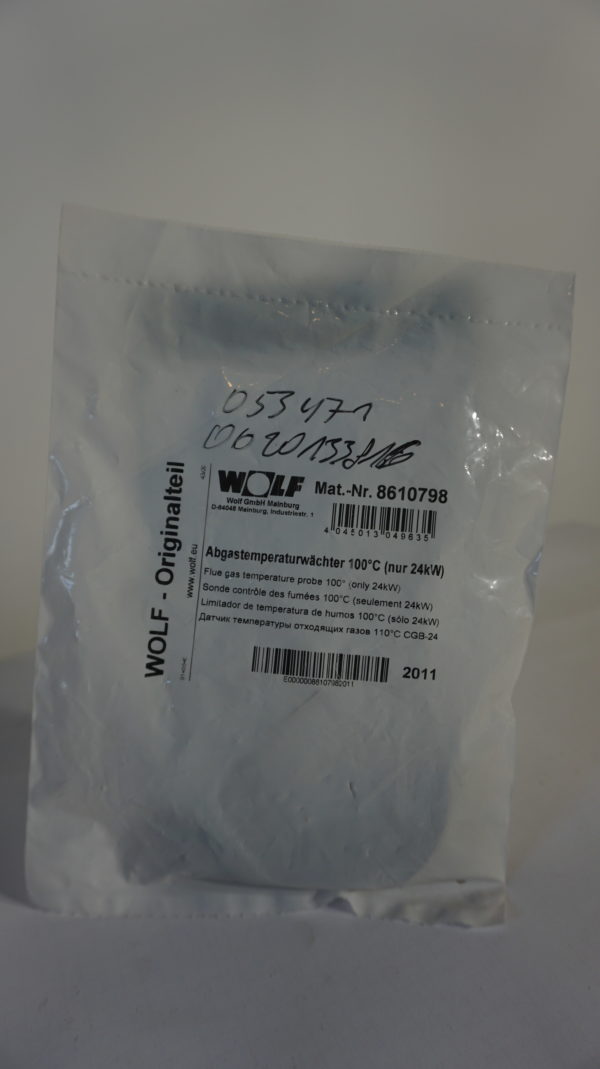 053471
WOLF - Originalteil
www.wolf.eu
WOLF Mat.-Nr. 8610798
Wolf GmbH Mainburg
D-84048 Mainburg, Industriestr. 1
4 045013 049635
Abgastemperaturwächter 100°C (nur 24kW)
Flue gas temperature probe 100° (only 24kW)
Sonde contrôle des fumées 100°C (seulement 24kW)
Limilador de temperatura de humos 100°C (sólo 24kW)
Датчик температуры отходящих газов 110°C CGB-24
2011
E00000086107982011